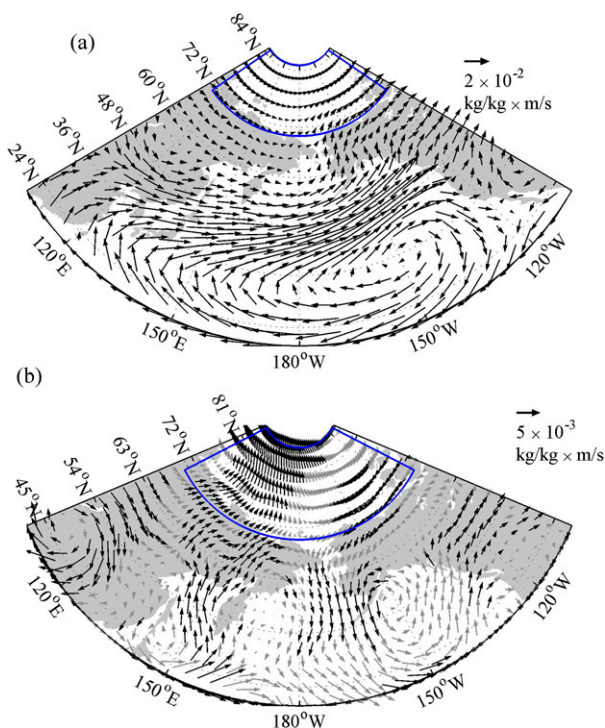 (a)
84°N
72°N
60°N
48°N
36°N
24°N
2 × 10⁻²
kg/kg × m/s
120°E
150°E
180°W
150°W
120°W
(b)
81°N
72°N
63°N
54°N
45°N
5 × 10⁻³
kg/kg × m/s
120°E
150°E
180°W
150°W
120°W